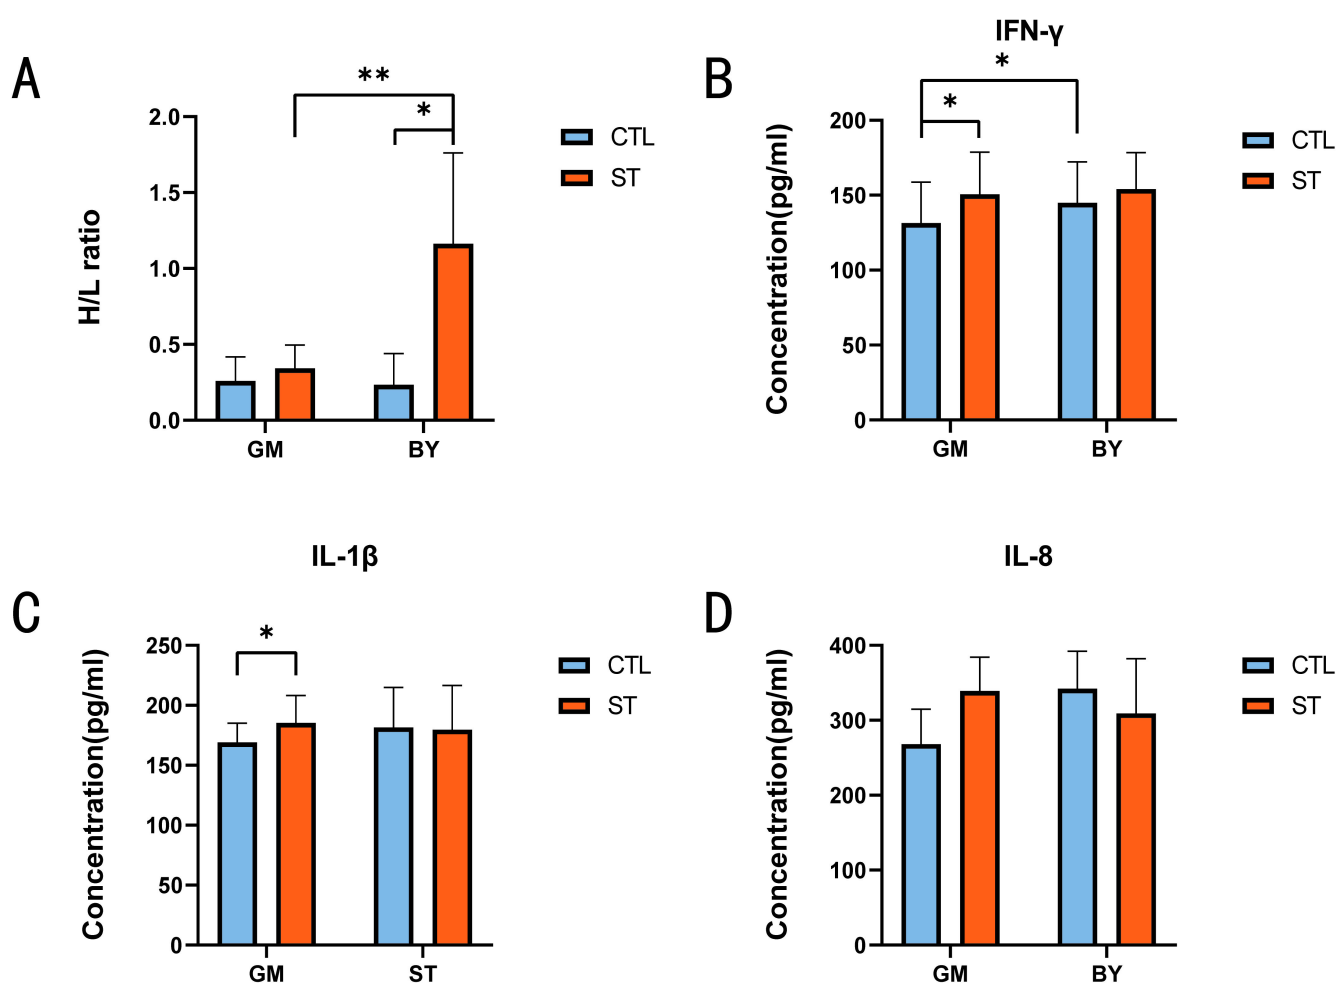 A
**
*
2.0
1.5
1.0
0.5
0.0
H/L ratio
GM
BY
CTL
ST
B
IFN-γ
*
*
200
150
100
50
0
Concentration(pg/ml)
GM
BY
CTL
ST
C
IL-1β
*
250
200
150
100
50
0
Concentration(pg/ml)
GM
ST
CTL
ST
D
IL-8
400
300
200
100
0
Concentration(pg/ml)
GM
BY
CTL
ST